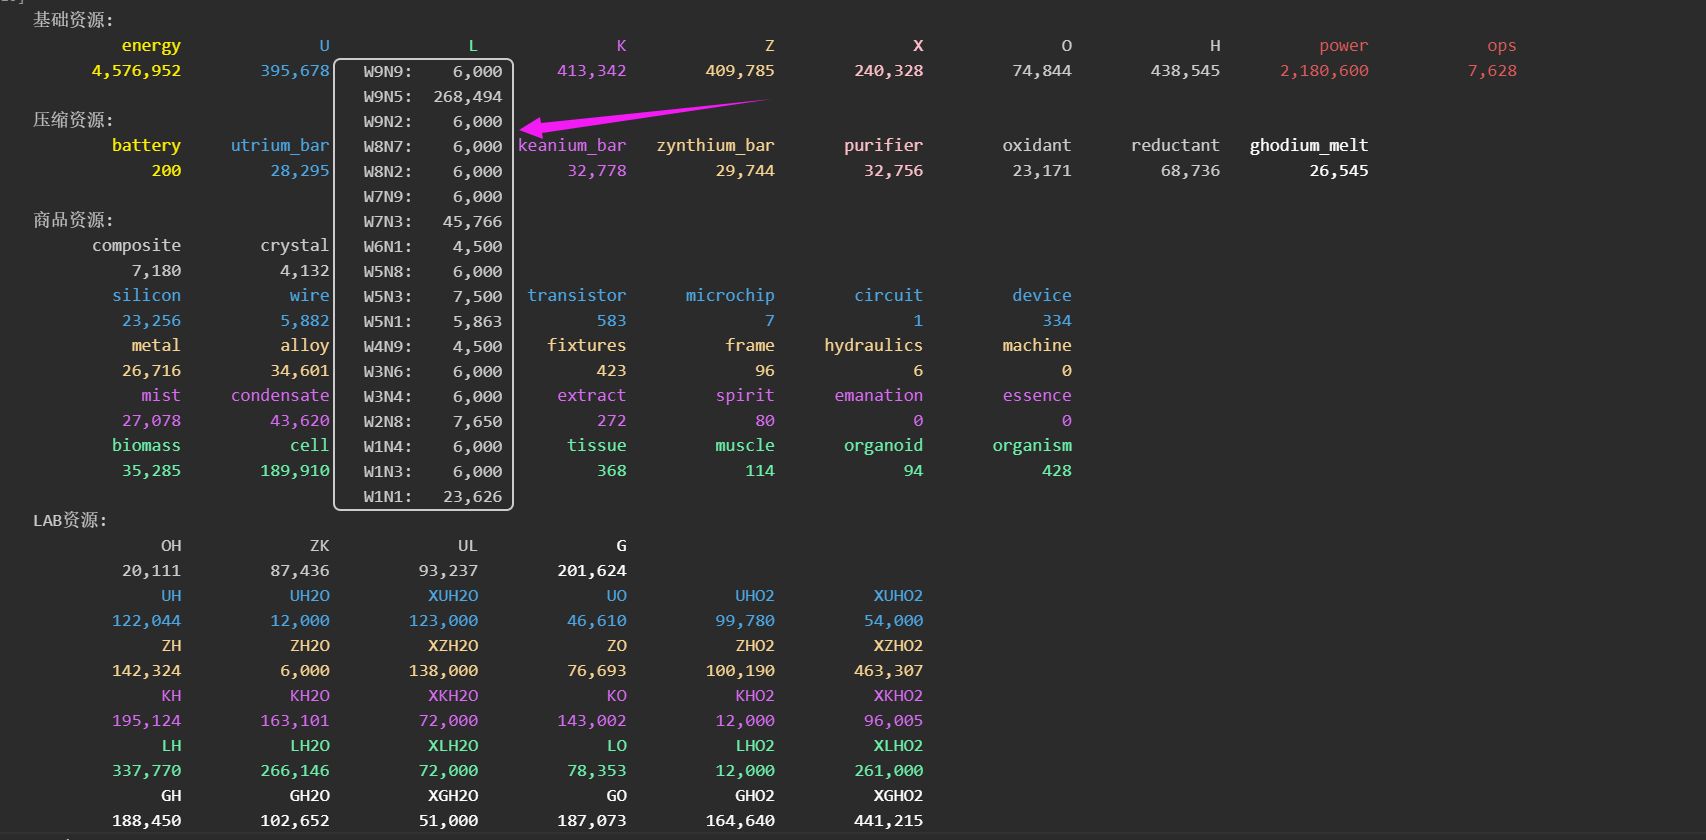 基础资源:
energy U L K Z X O H power ops
4,576,952 395,678 W9N9: 6,000 413,342 409,785 240,328 74,844 438,545 2,180,600 7,628
W9N5: 268,494
压缩资源: W9N2: 6,000
battery utrium_bar W8N7: 6,000 keanium_bar zynthium_bar purifier oxidant reductant ghodium_melt
200 28,295 W8N2: 6,000 32,778 29,744 32,756 23,171 68,736 26,545
W7N9: 6,000
商品资源: W7N3: 45,766
composite crystal W6N1: 4,500
7,180 4,132 W5N8: 6,000
silicon wire W5N3: 7,500 transistor microchip circuit device
23,256 5,882 W5N1: 5,863 583 7 1 334
metal alloy W4N9: 4,500 fixtures frame hydraulics machine
26,716 34,601 W3N6: 6,000 423 96 6 0
mist condensate W3N4: 6,000 extract spirit emanation essence
27,078 43,620 W2N8: 7,650 272 80 0 0
biomass cell W1N4: 6,000 tissue muscle organoid organism
35,285 189,910 W1N3: 6,000 368 114 94 428
W1N1: 23,626
LAB资源:
OH ZK UL G
20,111 87,436 93,237 201,624
UH UH2O XUH2O UO UHO2 XUHO2
122,044 12,000 123,000 46,610 99,780 54,000
ZH ZH2O XZH2O ZO ZHO2 XZHO2
142,324 6,000 138,000 76,693 100,190 463,307
KH KH2O XKH2O KO KHO2 XKHO2
195,124 163,101 72,000 143,002 12,000 96,005
LH LH2O XLH2O LO LHO2 XLHO2
337,770 266,146 72,000 78,353 12,000 261,000
GH GH2O XGH2O GO GHO2 XGHO2
188,450 102,652 51,000 187,073 164,640 441,215